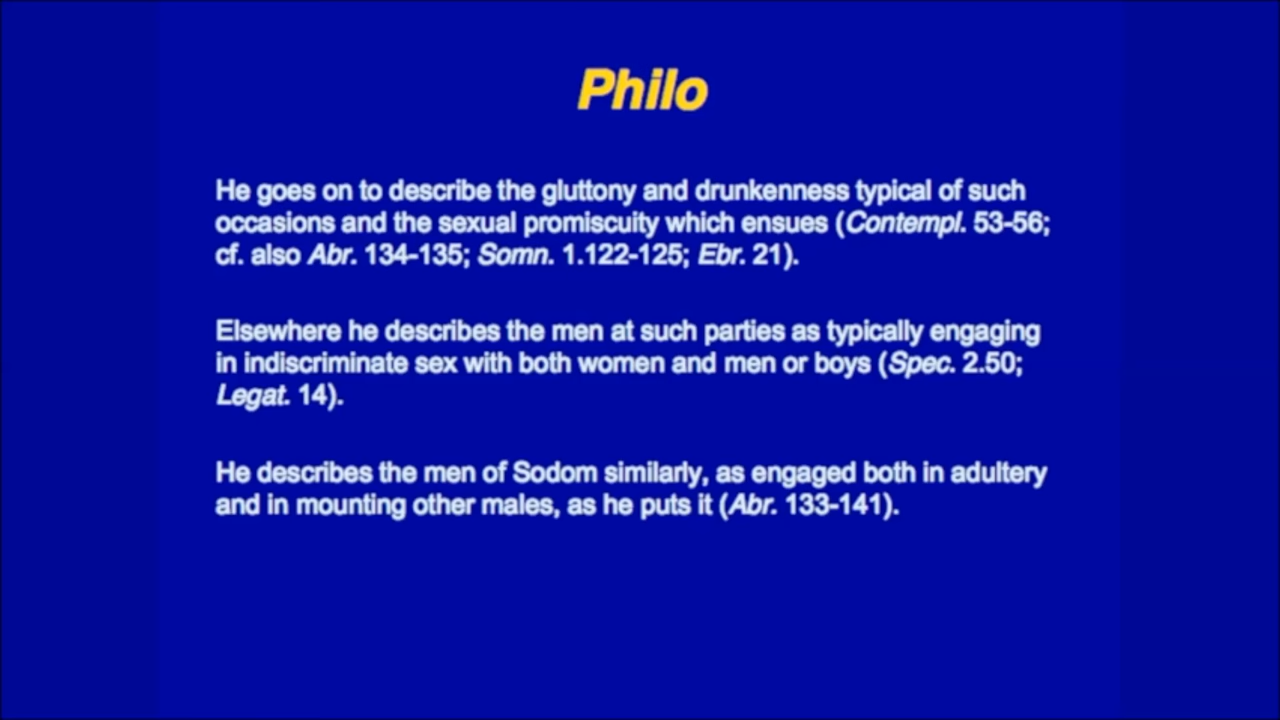 Philo
He goes on to describe the gluttony and drunkenness typical of such
occasions and the sexual promiscuity which ensues (Contempl. 53-56;
cf. also Abr. 134-135; Somn. 1.122-125; Ebr. 21).
Elsewhere he describes the men at such parties as typically engaging
in indiscriminate sex with both women and men or boys (Spec. 2.50;
Legat. 14).
He describes the men of Sodom similarly, as engaged both in adultery
and in mounting other males, as he puts it (Abr. 133-141).